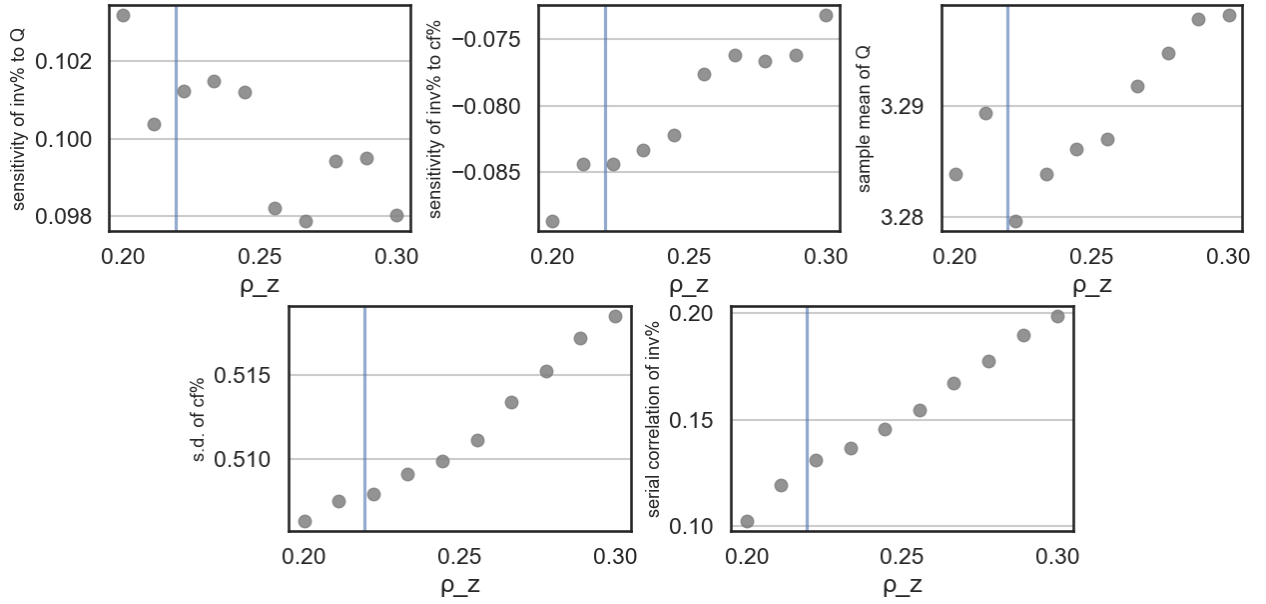 sensitivity of inv% to Q
0.102
0.100
0.098
0.20
0.25
0.30
ρ_z
sensitivity of inv% to cf%
−0.075
−0.080
−0.085
0.20
0.25
0.30
ρ_z
sample mean of Q
3.29
3.28
0.20
0.25
0.30
ρ_z
s.d. of cf%
0.515
0.510
0.20
0.25
0.30
ρ_z
serial correlation of inv%
0.20
0.15
0.10
0.20
0.25
0.30
ρ_z